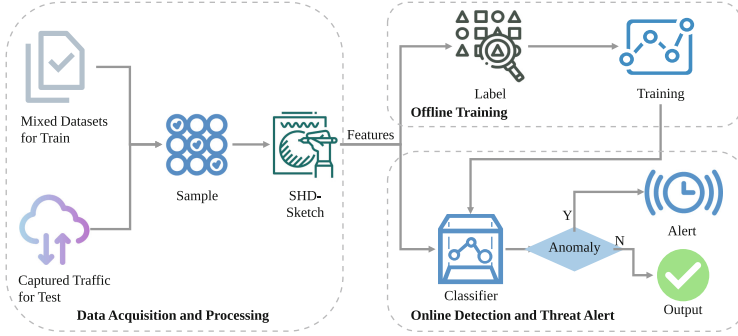 Mixed Datasets
for Train
Captured Traffic
for Test
Sample
SHD-
Sketch
Data Acquisition and Processing
Features
Label
Training
Offline Training
Classifier
Anomaly
Y
N
Alert
Output
Online Detection and Threat Alert